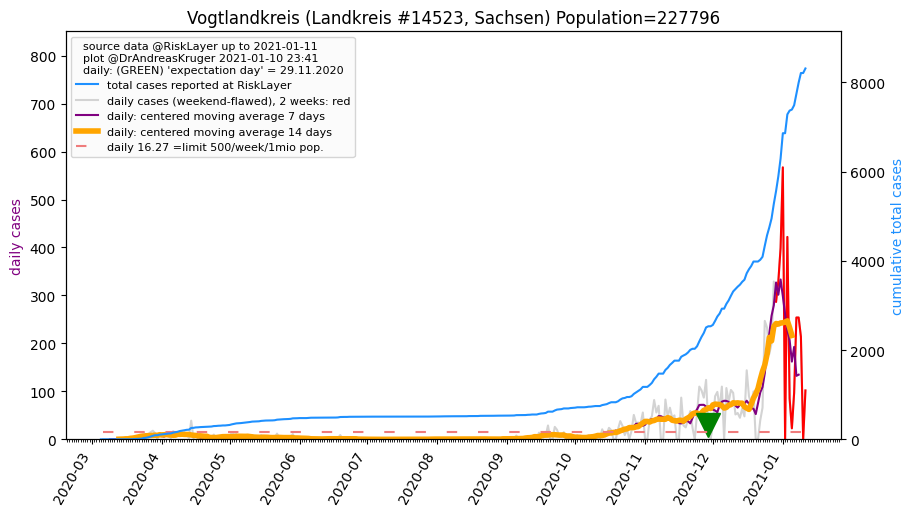 Vogtlandkreis (Landkreis #14523, Sachsen) Population=227796
source data @RiskLayer up to 2021-01-11
plot @DrAndreasKruger 2021-01-10 23:41
daily: (GREEN) 'expectation day' = 29.11.2020
total cases reported at RiskLayer
daily cases (weekend-flawed), 2 weeks: red
daily: centered moving average 7 days
daily: centered moving average 14 days
daily 16.27 =limit 500/week/1mio pop.
daily cases
800
700
600
500
400
300
200
100
0
cumulative total cases
8000
6000
4000
2000
0
2020-03
2020-04
2020-05
2020-06
2020-07
2020-08
2020-09
2020-10
2020-11
2020-12
2021-01